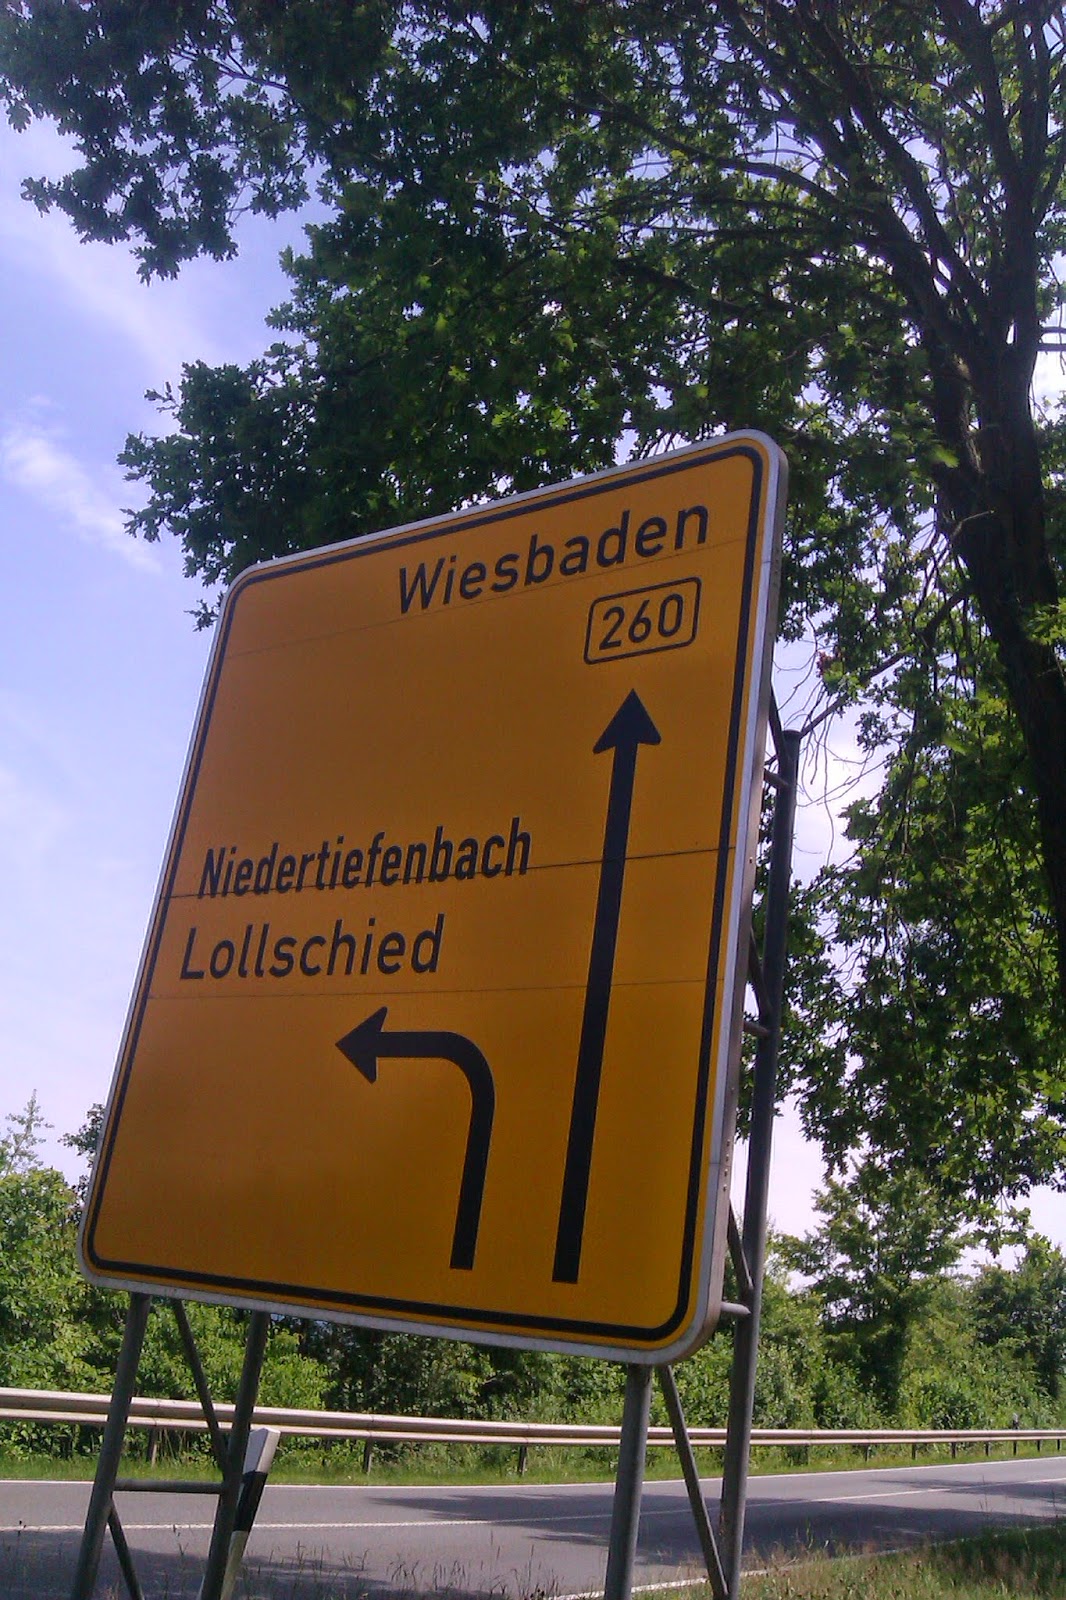 Wiesbaden
260
Niedertiefenbach
Lollschied